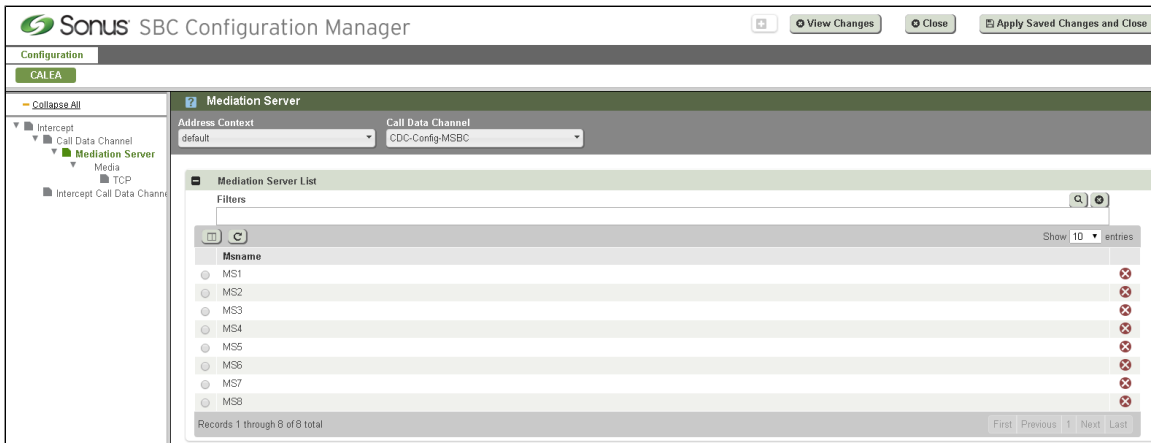 Sonus SBC Configuration Manager
View Changes
Close
Apply Saved Changes and Close
Configuration
CALEA
Collapse All
Intercept
Call Data Channel
Mediation Server
Media
TCP
Intercept Call Data Channe
? Mediation Server
Address Context
Call Data Channel
default
CDC-Config-MSBC
Mediation Server List
Filters
Show 10 entries
Msname
MS1
MS2
MS3
MS4
MS5
MS6
MS7
MS8
Records 1 through 8 of 8 total
First Previous 1 Next Last